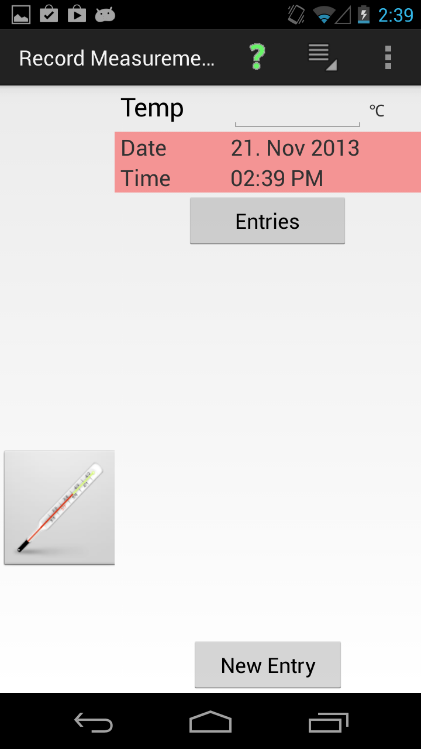 2:39
Record Measureme...
?
Temp ℃
Date 21. Nov 2013
Time 02:39 PM
Entries
New Entry